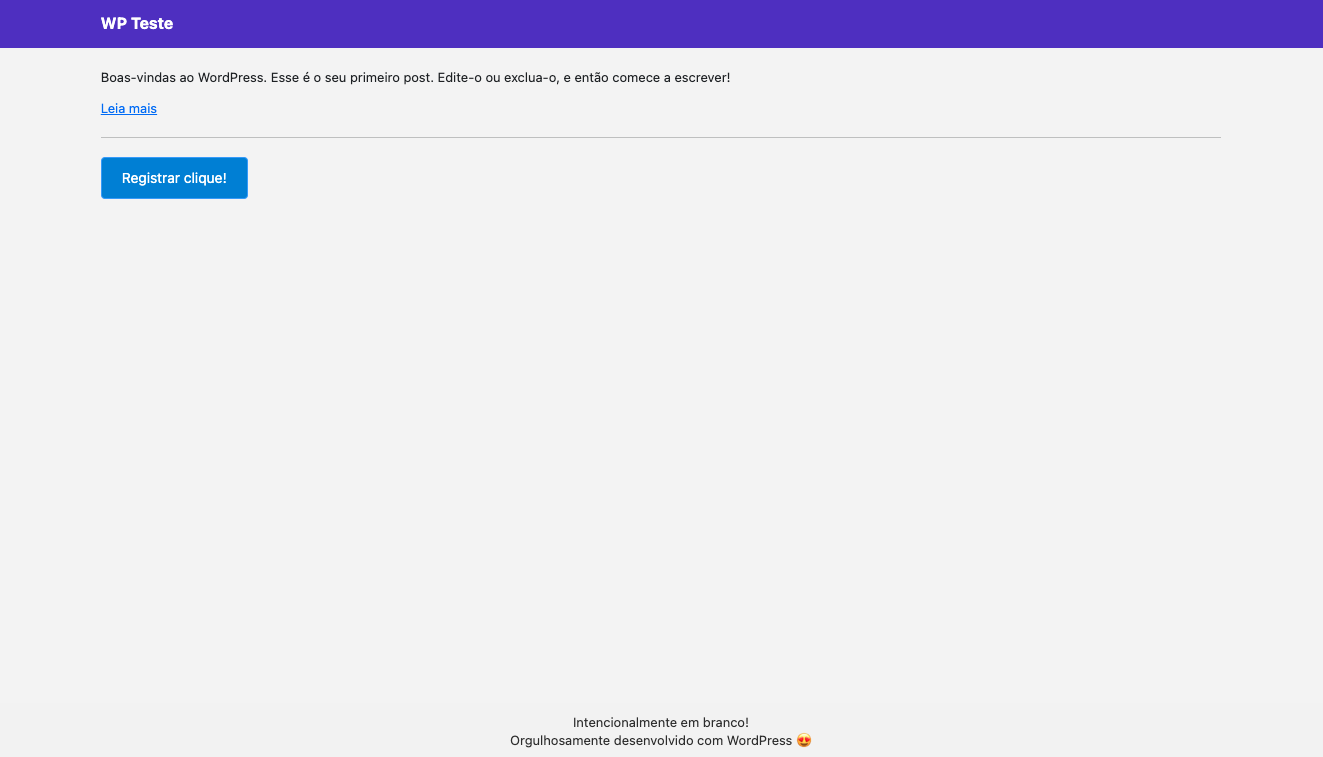 WP Teste
Boas-vindas ao WordPress. Esse é o seu primeiro post. Edite-o ou exclua-o, e então comece a escrever!
Leia mais
Registrar clique!
Intencionalmente em branco!
Orgulhosamente desenvolvido com WordPress 😍